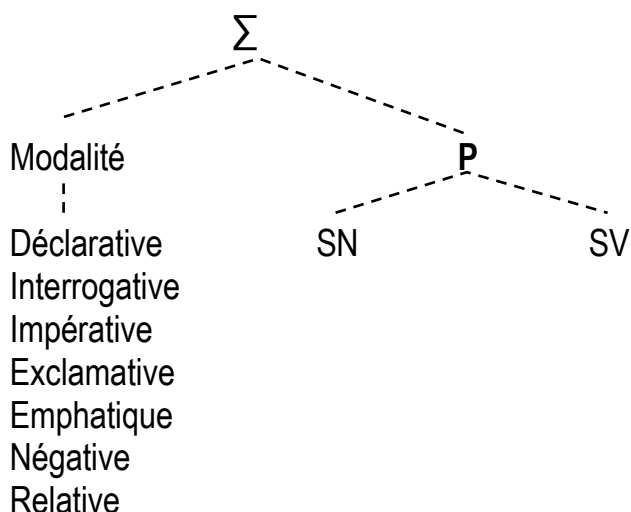 Σ
Modalité P
Déclarative SN SV
Interrogative
Impérative
Exclamative
Emphatique
Négative
Relative